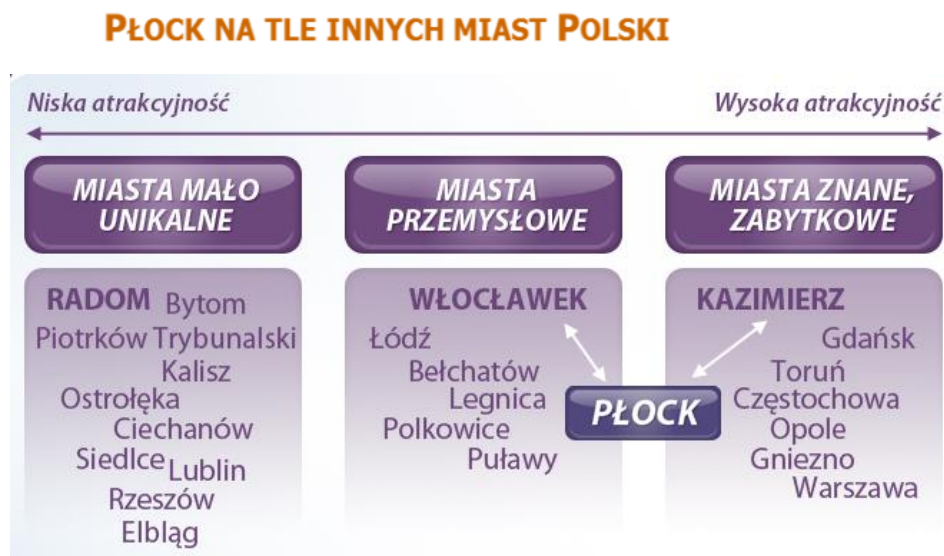 PŁOCK NA TLE INNYCH MIAST POLSKI
Niska atrakcyjność
Wysoka atrakcyjność
MIASTA MAŁO
UNIKALNE
RADOM Bytom
Piotrków Trybunalski
Kalisz
Ostrołęka
Ciechanów
Siedlce Lublin
Rzeszów
Elbląg
MIASTA
PRZEMYSŁOWE
WŁOCŁAWEK
Łódź
Bełchatów
Legnica
Polkowice
Puławy
PŁOCK
MIASTA ZNANE,
ZABYTKOWE
KAZIMIERZ
Gdańsk
Toruń
Częstochowa
Opole
Gniezno
Warszawa